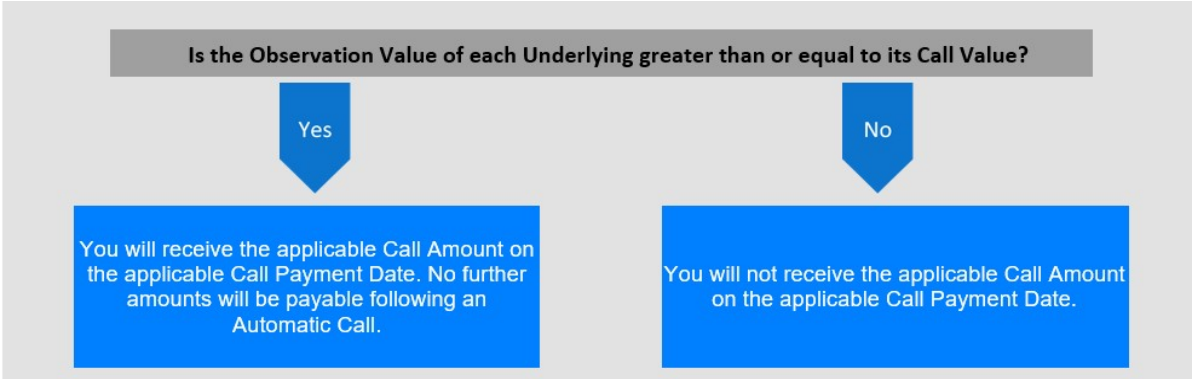 Is the Observation Value of each Underlying greater than or equal to its Call Value?
Yes
No
You will receive the applicable Call Amount on
the applicable Call Payment Date. No further
amounts will be payable following an
Automatic Call.
You will not receive the applicable Call Amount
on the applicable Call Payment Date.